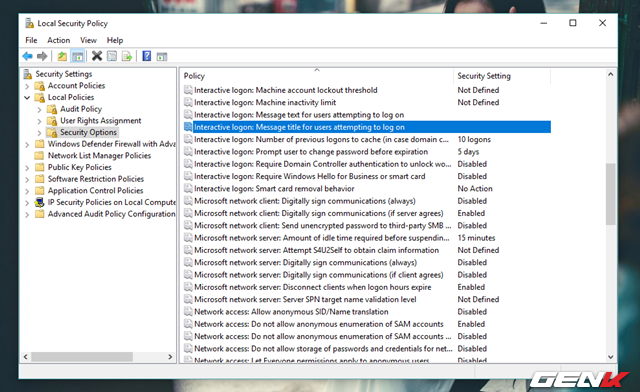 Local Security Policy
File Action View Help
Security Settings
Account Policies
Local Policies
Audit Policy
User Rights Assignment
Security Options
Windows Defender Firewall with Adva
Network List Manager Policies
Public Key Policies
Software Restriction Policies
Application Control Policies
IP Security Policies on Local Compute
Advanced Audit Policy Configuration
Policy Security Setting
Interactive logon: Machine account lockout threshold Not Defined
Interactive logon: Machine inactivity limit Not Defined
Interactive logon: Message text for users attempting to log on
Interactive logon: Message title for users attempting to log on
Interactive logon: Number of previous logons to cache (in case domain c... 10 logons
Interactive logon: Prompt user to change password before expiration 5 days
Interactive logon: Require Domain Controller authentication to unlock wo... Disabled
Interactive logon: Require Windows Hello for Business or smart card Disabled
Interactive logon: Smart card removal behavior No Action
Microsoft network client: Digitally sign communications (always) Disabled
Microsoft network client: Digitally sign communications (if server agrees) Enabled
Microsoft network client: Send unencrypted password to third-party SMB ... Disabled
Microsoft network server: Amount of idle time required before suspendin... 15 minutes
Microsoft network server: Attempt S4U2Self to obtain claim information Not Defined
Microsoft network server: Digitally sign communications (always) Disabled
Microsoft network server: Digitally sign communications (if client agrees) Disabled
Microsoft network server: Disconnect clients when logon hours expire Enabled
Microsoft network server: Server SPN target name validation level Not Defined
Network access: Allow anonymous SID/Name translation Disabled
Network access: Do not allow anonymous enumeration of SAM accounts Enabled
Network access: Do not allow anonymous enumeration of SAM accounts ... Disabled
Network access: Do not allow storage of passwords and credentials for net... Disabled
Network access: Let Everyone permissions apply to anonymous users Disabled
GENK